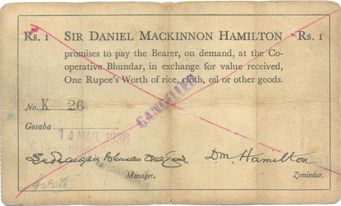 Rs. 1 SIR DANIEL MACKINNON HAMILTON Rs. 1
promises to pay the Bearer, on demand, at the Co-
operative Bhundar, in exchange for value received,
One Rupee's Worth of rice, cloth, oil or other goods.
CANCELLED
No. K 26
Gosaba
14 MAR 1936
D.M. Hamilton
Manager. Zemindar.